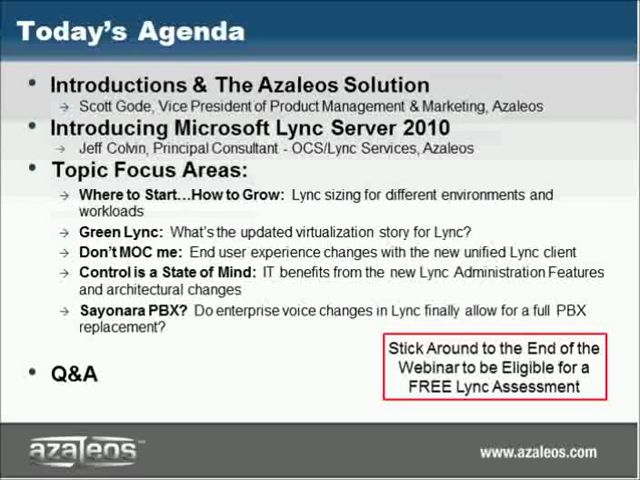 Today's Agenda
• Introductions & The Azaleos Solution
→ Scott Gode, Vice President of Product Management & Marketing, Azaleos
• Introducing Microsoft Lync Server 2010
→ Jeff Colvin, Principal Consultant - OCS/Lync Services, Azaleos
• Topic Focus Areas:
→ Where to Start...How to Grow: Lync sizing for different environments and
workloads
→ Green Lync: What's the updated virtualization story for Lync?
→ Don't MOC me: End user experience changes with the new unified Lync client
→ Control is a State of Mind: IT benefits from the new Lync Administration Features
and architectural changes
→ Sayonara PBX? Do enterprise voice changes in Lync finally allow for a full PBX
replacement?
Stick Around to the End of the
Webinar to be Eligible for a
FREE Lync Assessment
• Q&A
azaleos™
www.azaleos.com